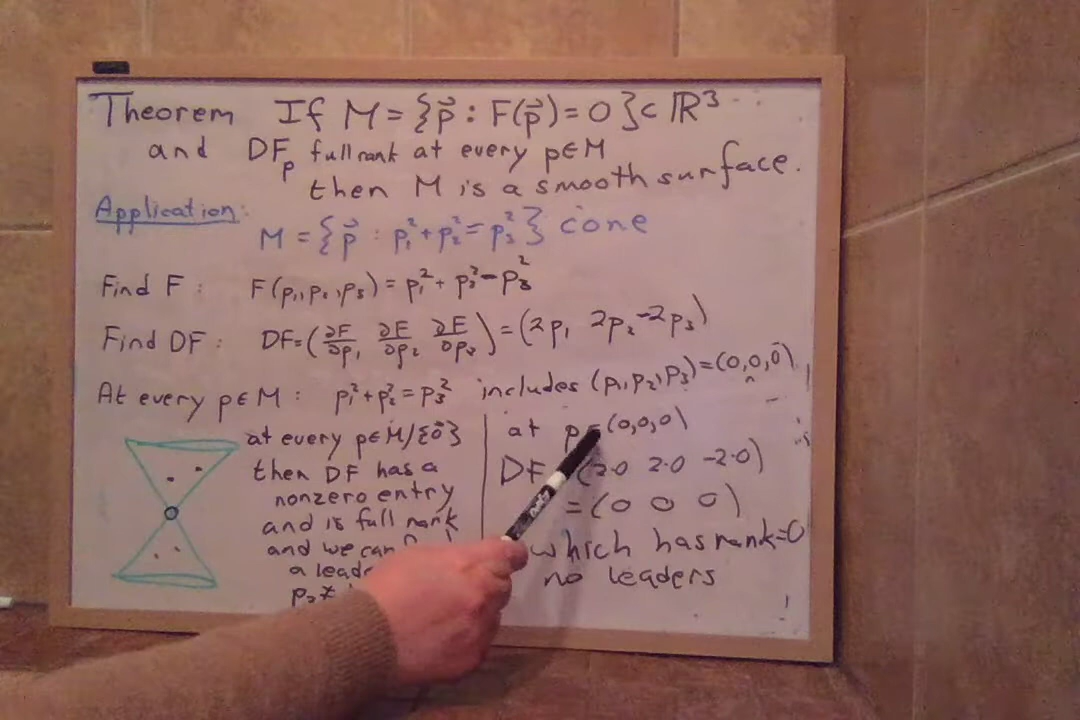 Theorem If M = {p⃗ : F(p⃗) = 0} ⊂ ℝ³
and DFₚ full rank at every p∈M
then M is a smooth surface.
Application:
M = {p⃗ : p₁² + p₂² = p₃²} cone
Find F : F(p₁, p₂, p₃) = p₁² + p₂² − p₃²
Find DF : DF = (∂F/∂p₁ ∂F/∂p₂ ∂F/∂p₃) = (2p₁ 2p₂ −2p₃)
At every p∈M : p₁² + p₂² = p₃² includes (p₁, p₂, p₃) = (0,0,0)
at every p∈M/{0⃗}
then DF has a
nonzero entry
and is full rank
and we can
a
p₂
at p = (0,0,0)
DF (2·0 2·0 −2·0)
= (0 0 0)
which has rank=0
no leaders